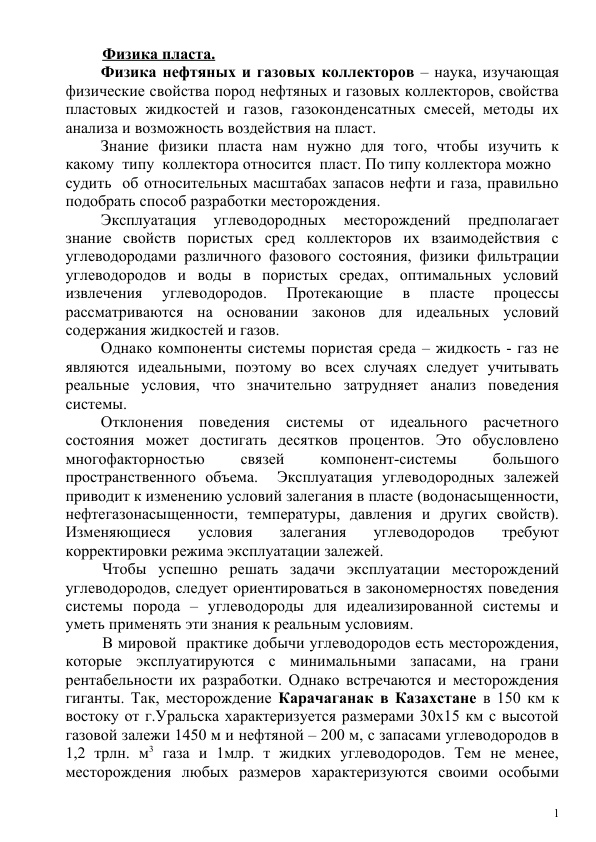 Физика пласта.
Физика нефтяных и газовых коллекторов – наука, изучающая
физические свойства пород нефтяных и газовых коллекторов, свойства
пластовых жидкостей и газов, газоконденсатных смесей, методы их
анализа и возможность воздействия на пласт.
Знание физики пласта нам нужно для того, чтобы изучить к
какому типу коллектора относится пласт. По типу коллектора можно
судить об относительных масштабах запасов нефти и газа, правильно
подобрать способ разработки месторождения.
Эксплуатация углеводородных месторождений предполагает
знание свойств пористых сред коллекторов их взаимодействия с
углеводородами различного фазового состояния, физики фильтрации
углеводородов и воды в пористых средах, оптимальных условий
извлечения углеводородов. Протекающие в пласте процессы
рассматриваются на основании законов для идеальных условий
содержания жидкостей и газов.
Однако компоненты системы пористая среда – жидкость - газ не
являются идеальными, поэтому во всех случаях следует учитывать
реальные условия, что значительно затрудняет анализ поведения
системы.
Отклонения поведения системы от идеального расчетного
состояния может достигать десятков процентов. Это обусловлено
многофакторностью связей компонент-системы большого
пространственного объема. Эксплуатация углеводородных залежей
приводит к изменению условий залегания в пласте (водонасыщенности,
нефтегазонасыщенности, температуры, давления и других свойств).
Изменяющиеся условия залегания углеводородов требуют
корректировки режима эксплуатации залежей.
Чтобы успешно решать задачи эксплуатации месторождений
углеводородов, следует ориентироваться в закономерностях поведения
системы порода – углеводороды для идеализированной системы и
уметь применять эти знания к реальным условиям.
В мировой практике добычи углеводородов есть месторождения,
которые эксплуатируются с минимальными запасами, на грани
рентабельности их разработки. Однако встречаются и месторождения
гиганты. Так, месторождение Карачаганак в Казахстане в 150 км к
востоку от г.Уральска характеризуется размерами 30х15 км с высотой
газовой залежи 1450 м и нефтяной – 200 м, с запасами углеводородов в
1,2 трлн. м³ газа и 1млр. т жидких углеводородов. Тем не менее,
месторождения любых размеров характеризуются своими особыми
1